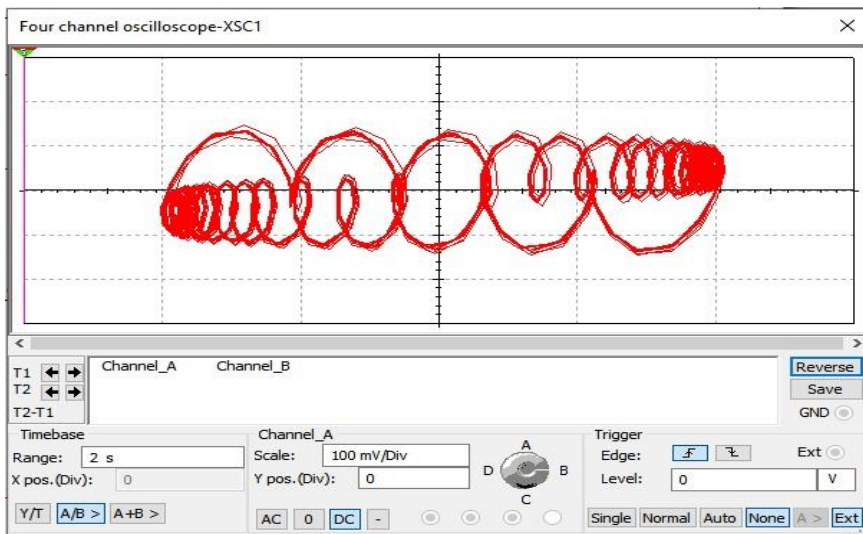 Four channel oscilloscope-XSC1
Channel_A Channel_B
T1
T2
T2-T1
Reverse
Save
GND
Timebase
Range: 2 s
X pos.(Div): 0
Y/T A/B > A+B >
Channel_A
Scale: 100 mV/Div
Y pos.(Div): 0
AC 0 DC -
A
D B
C
Trigger
Edge: Ext
Level: 0 V
Single Normal Auto None A > Ext